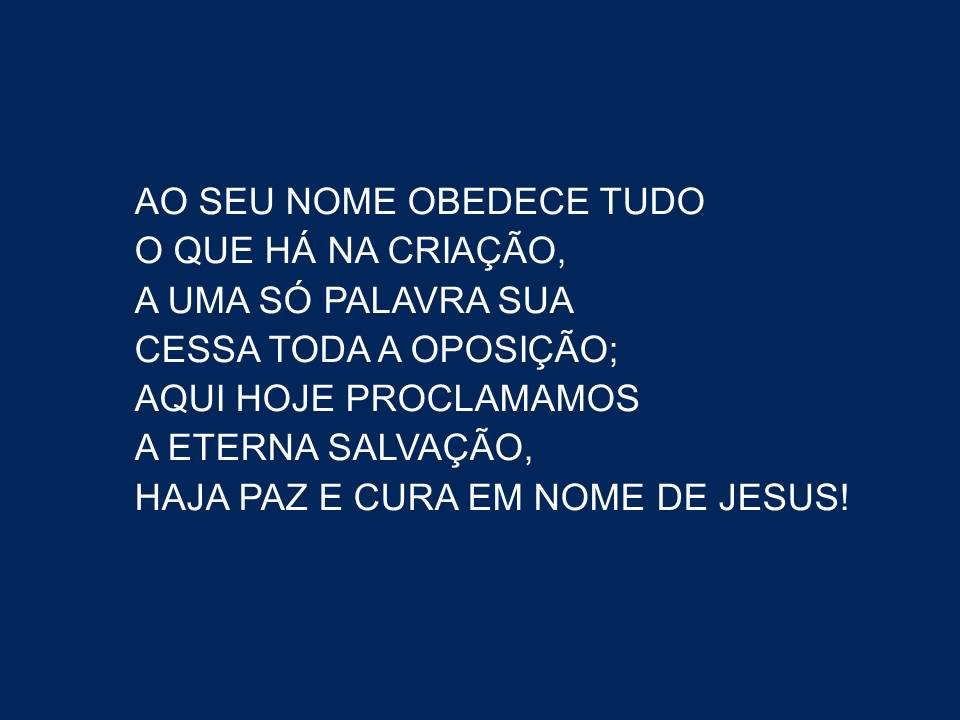 AO SEU NOME OBEDECE TUDO
O QUE HÁ NA CRIAÇÃO,
A UMA SÓ PALAVRA SUA
CESSA TODA A OPOSIÇÃO;
AQUI HOJE PROCLAMAMOS
A ETERNA SALVAÇÃO,
HAJA PAZ E CURA EM NOME DE JESUS!